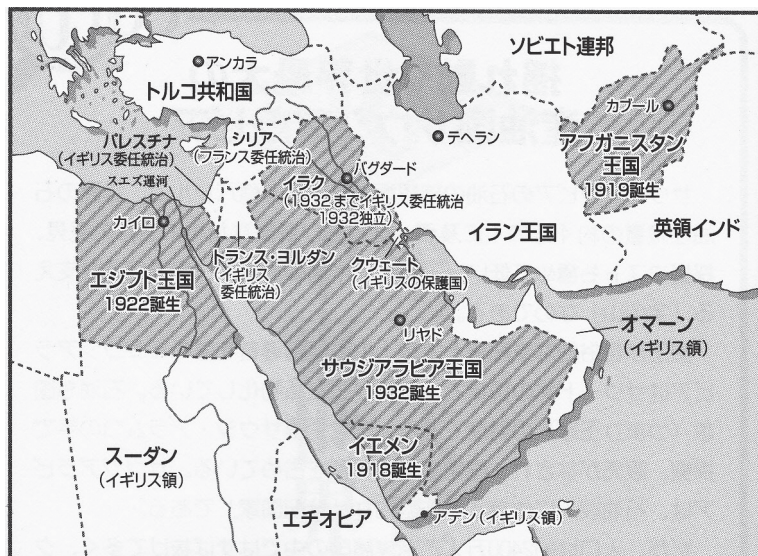 ソビエト連邦
アンカラ
トルコ共和国
カブール
テヘラン
アフガニスタン
王国
1919誕生
パレスチナ
(イギリス委任統治)
スエズ運河
シリア
(フランス委任統治)
バグダード
イラク
(1932までイギリス委任統治
1932独立)
イラン王国
英領インド
カイロ
エジプト王国
1922誕生
トランス・ヨルダン
(イギリス
委任統治)
クウェート
(イギリスの保護国)
リヤド
オマーン
(イギリス領)
サウジアラビア王国
1932誕生
イエメン
1918誕生
スーダン
(イギリス領)
エチオピア
アデン(イギリス領)